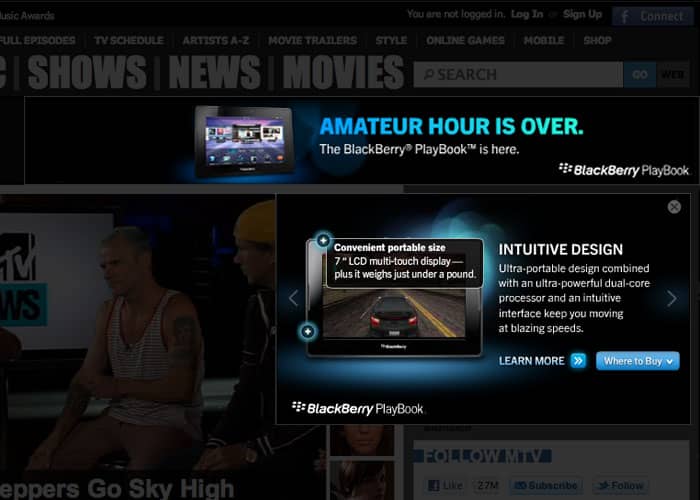 Music Awards
You are not logged in. Log In or Sign Up
f Connect
FULL EPISODES | TV SCHEDULE | ARTISTS A-Z | MOVIE TRAILERS | STYLE | ONLINE GAMES | MOBILE | SHOP
C | SHOWS | NEWS | MOVIES
SEARCH GO WEB
AMATEUR HOUR IS OVER.
The BlackBerry® PlayBook™ is here.
BlackBerry PlayBook
Convenient portable size
7" LCD multi-touch display—
plus it weighs just under a pound.
BlackBerry
INTUITIVE DESIGN
Ultra-portable design combined
with an ultra-powerful dual-core
processor and an intuitive
interface keep you moving
at blazing speeds.
LEARN MORE Where to Buy
BlackBerry PlayBook
TV
WS
eppers Go Sky High
FOLLOW MTV
Like 27M Subscribe Follow